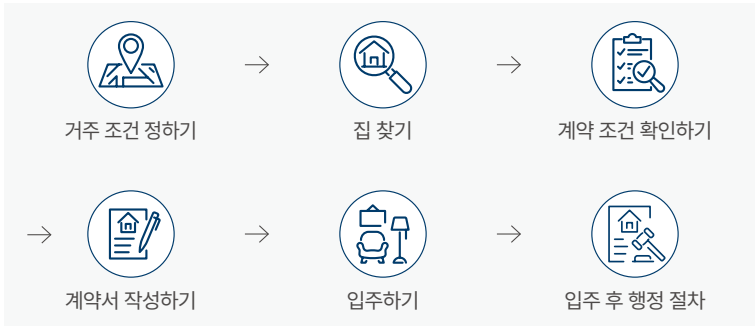 거주 조건 정하기
집 찾기
계약 조건 확인하기
계약서 작성하기
입주하기
입주 후 행정 절차